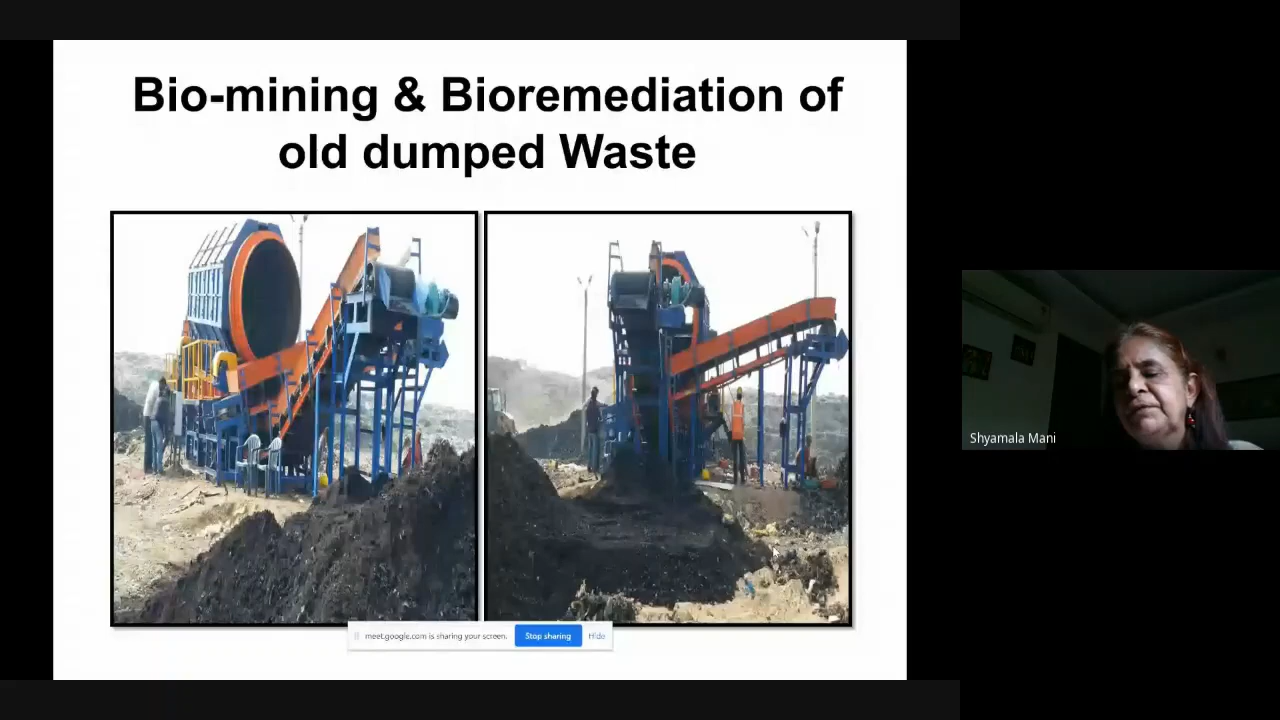 Bio-mining & Bioremediation of
old dumped Waste
Shyamala Mani
meet.google.com is sharing your screen.
Stop sharing
Hide